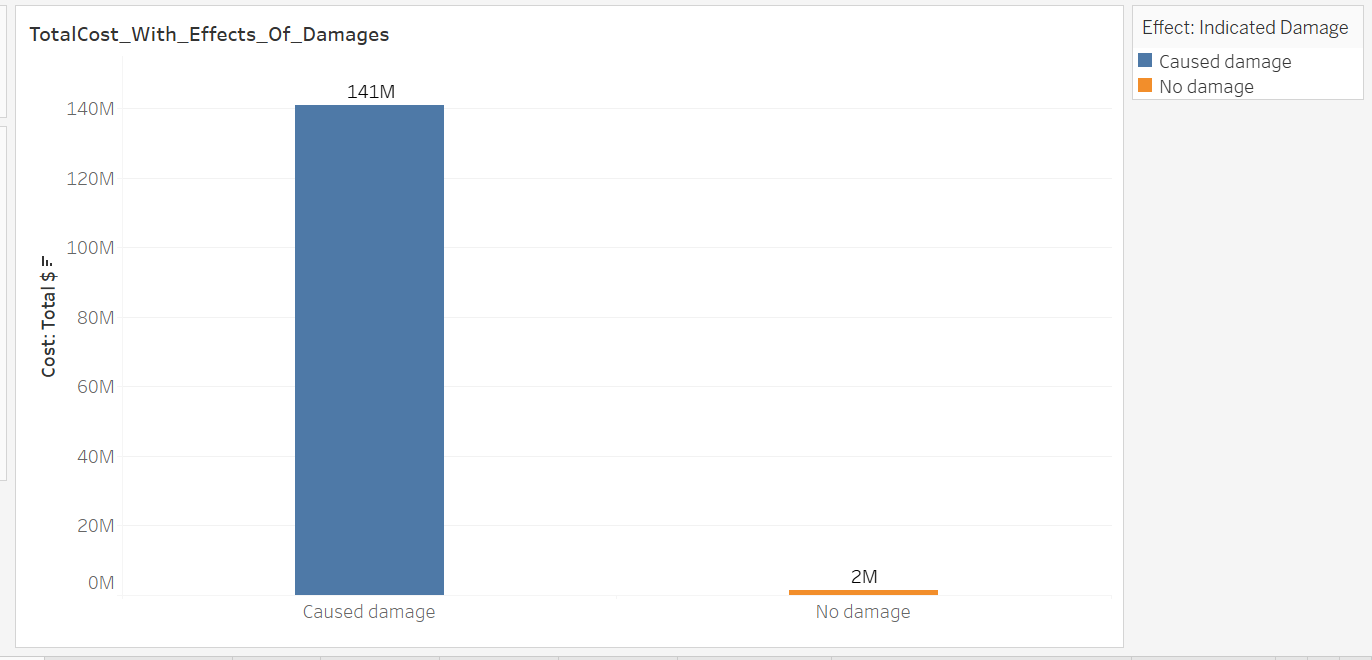 TotalCost_With_Effects_Of_Damages
Effect: Indicated Damage
Caused damage
No damage
141M
140M
120M
100M
80M
60M
40M
20M
0M
Cost: Total $
2M
Caused damage
No damage